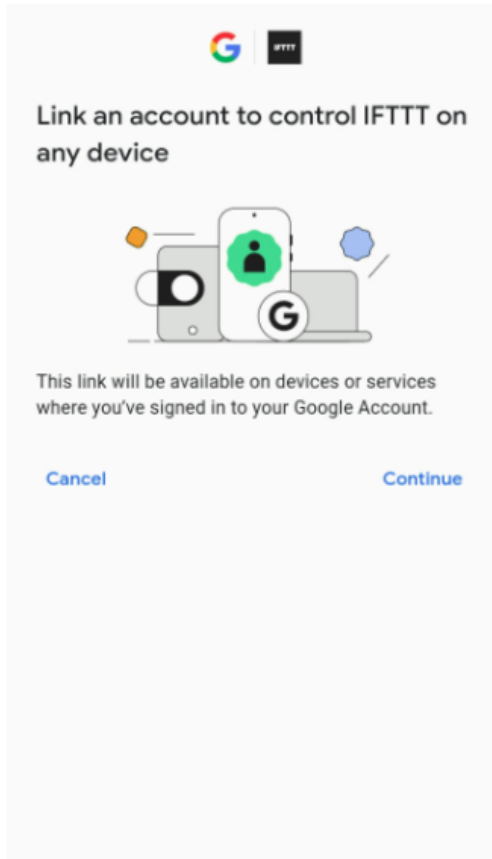 IFTTT
Link an account to control IFTTT on
any device
G
This link will be available on devices or services
where you've signed in to your Google Account.
Cancel
Continue